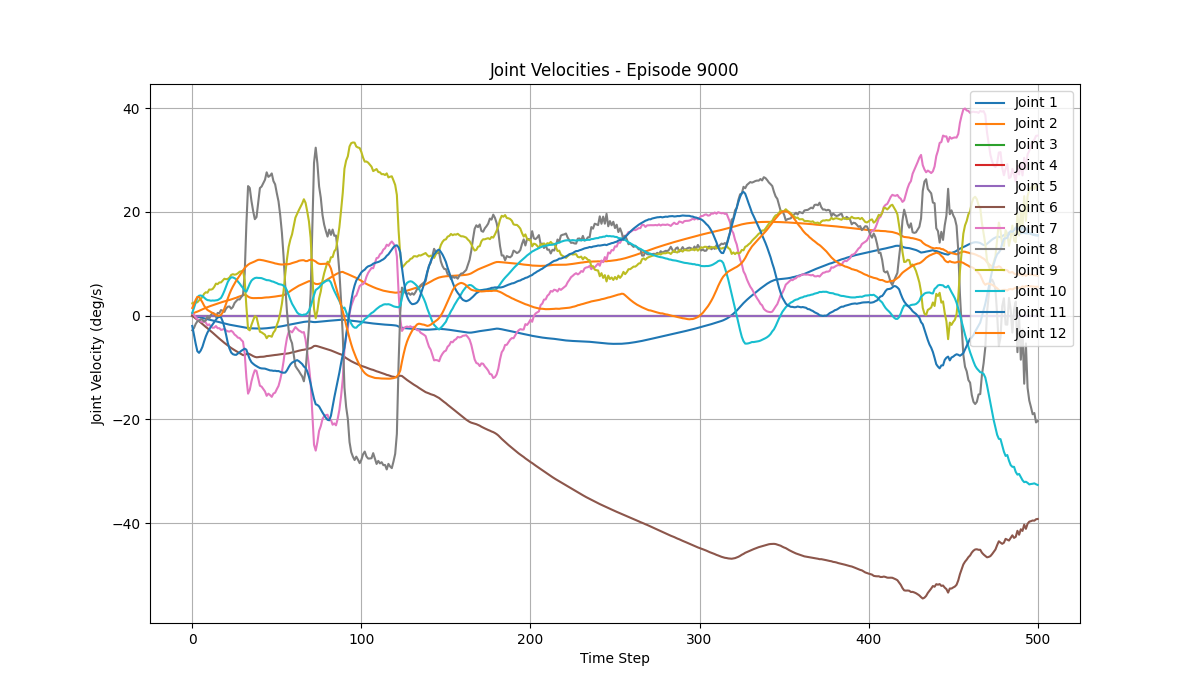 Joint Velocities - Episode 9000
Joint Velocity (deg/s)
40
20
0
−20
−40
Joint 1
Joint 2
Joint 3
Joint 4
Joint 5
Joint 6
Joint 7
Joint 8
Joint 9
Joint 10
Joint 11
Joint 12
0
100
200
300
400
500
Time Step